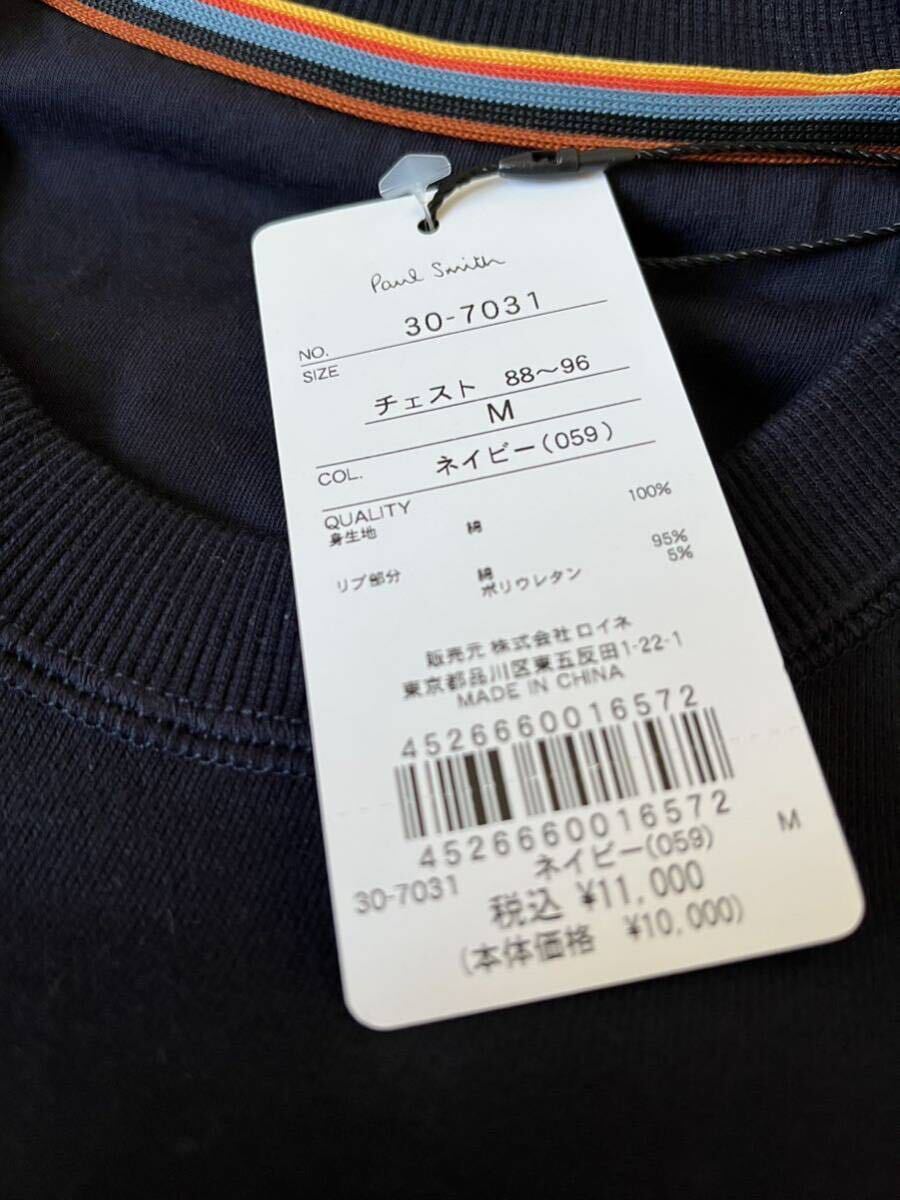 Paul Smith
NO. 30-7031
SIZE
チェスト 88～96
M
COL. ネイビー(059)
QUALITY
身生地 綿 100%
リブ部分 綿 95%
ポリウレタン 5%
販売元 株式会社 ロイネ
東京都品川区東五反田1-22-1
MADE IN CHINA
4526660016572
4526660016572
ネイビー(059) M
30-7031
税込 ¥11,000
(本体価格 ¥10,000)